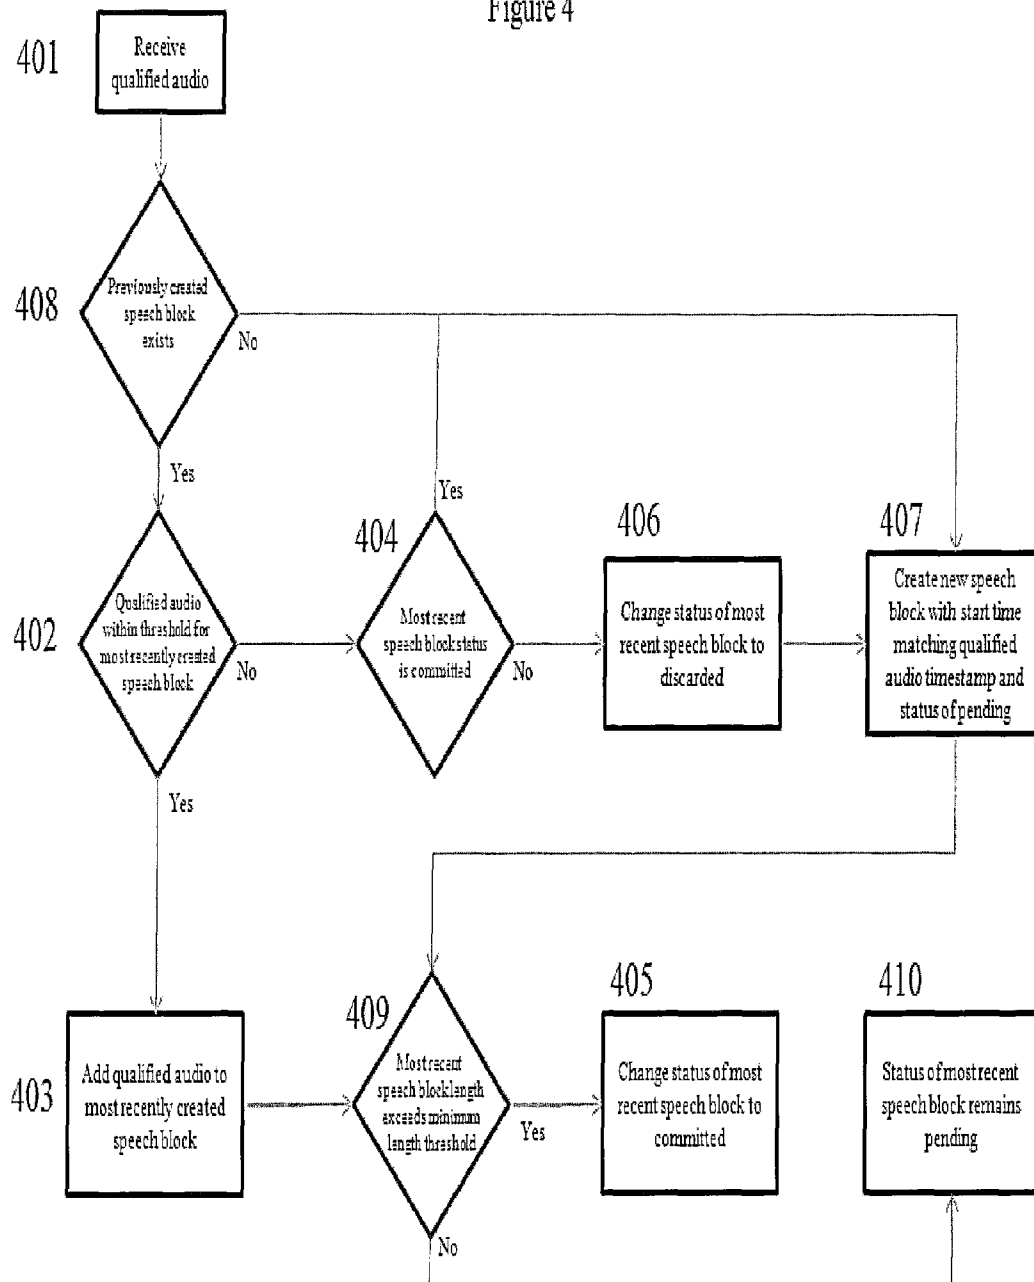 Figure 4
401
Receive
qualified audio
408
Previously created
speech block
exists
No
Yes
402
Qualified audio
within threshold for
most recently created
speech block
No
Yes
404
Most recent
speech block status
is committed
Yes
No
406
Change status of most
recent speech block to
discarded
407
Create new speech
block with start time
matching qualified
audio timestamp and
status of pending
403
Add qualified audio to
most recently created
speech block
409
Most recent
speech block length
exceeds minimum
length threshold
Yes
No
405
Change status of most
recent speech block to
committed
410
Status of most recent
speech block remains
pending